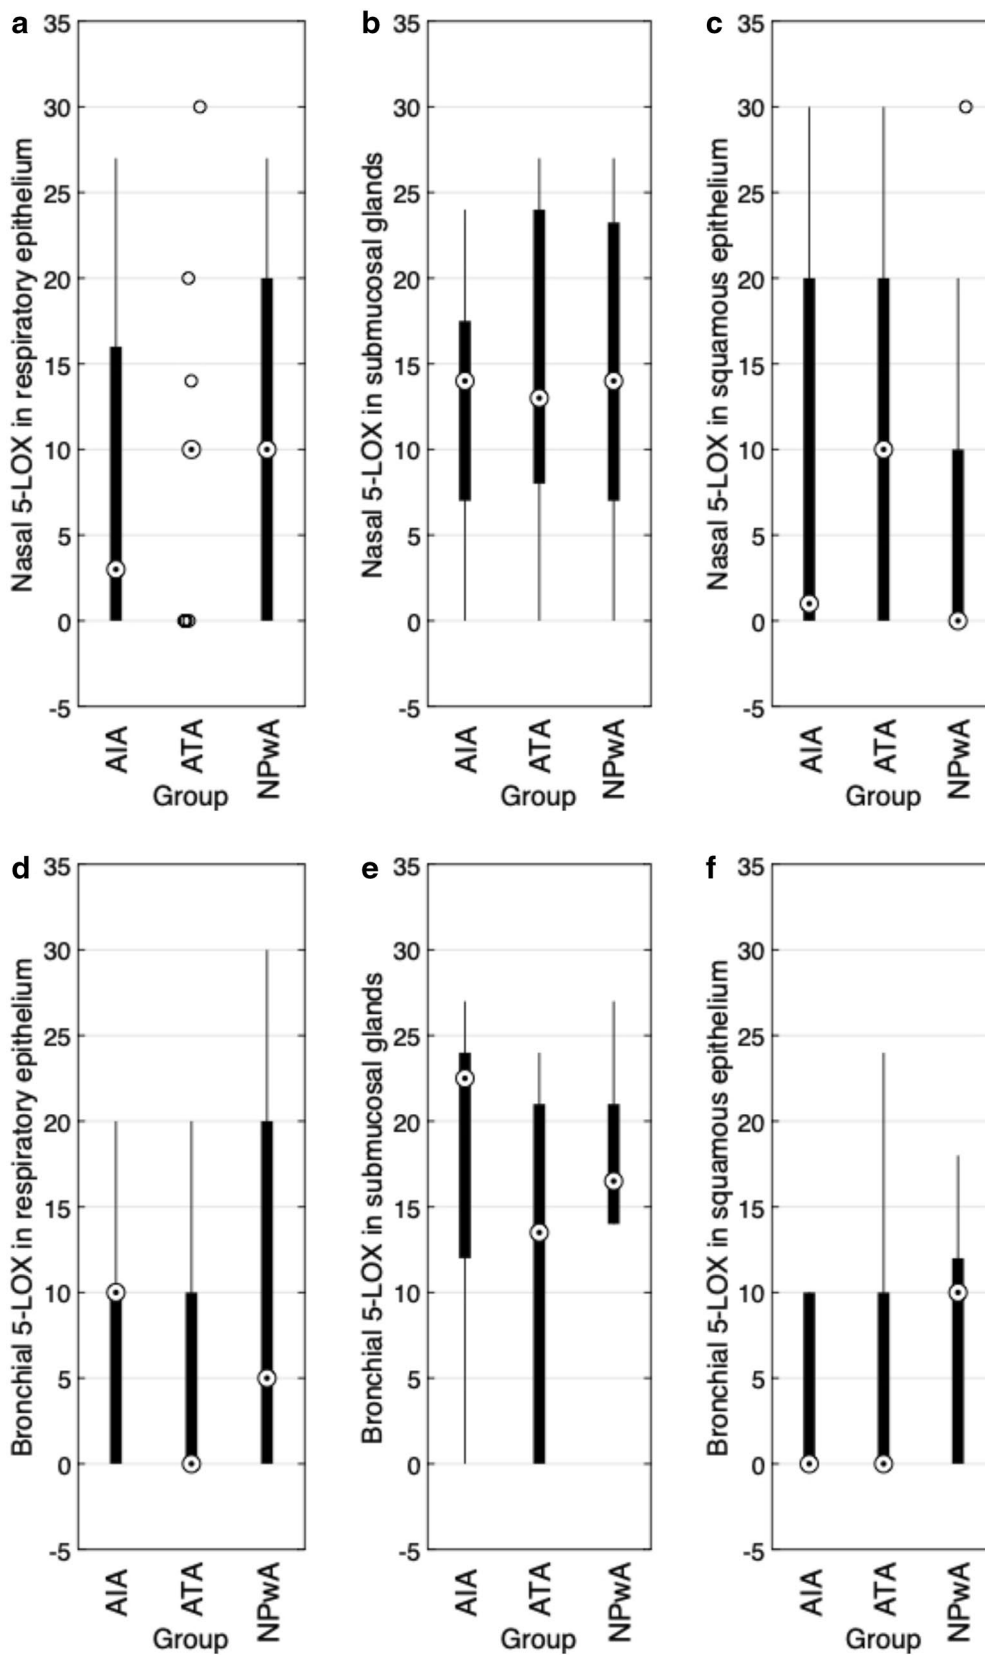 a
Nasal 5-LOX in respiratory epithelium
35
30
25
20
15
10
5
0
-5
AIA
ATA
NPwA
Group
b
Nasal 5-LOX in submucosal glands
35
30
25
20
15
10
5
0
-5
AIA
ATA
NPwA
Group
c
Nasal 5-LOX in squamous epithelium
35
30
25
20
15
10
5
0
-5
AIA
ATA
NPwA
Group
d
Bronchial 5-LOX in respiratory epithelium
35
30
25
20
15
10
5
0
-5
AIA
ATA
NPwA
Group
e
Bronchial 5-LOX in submucosal glands
35
30
25
20
15
10
5
0
-5
AIA
ATA
NPwA
Group
f
Bronchial 5-LOX in squamous epithelium
35
30
25
20
15
10
5
0
-5
AIA
ATA
NPwA
Group